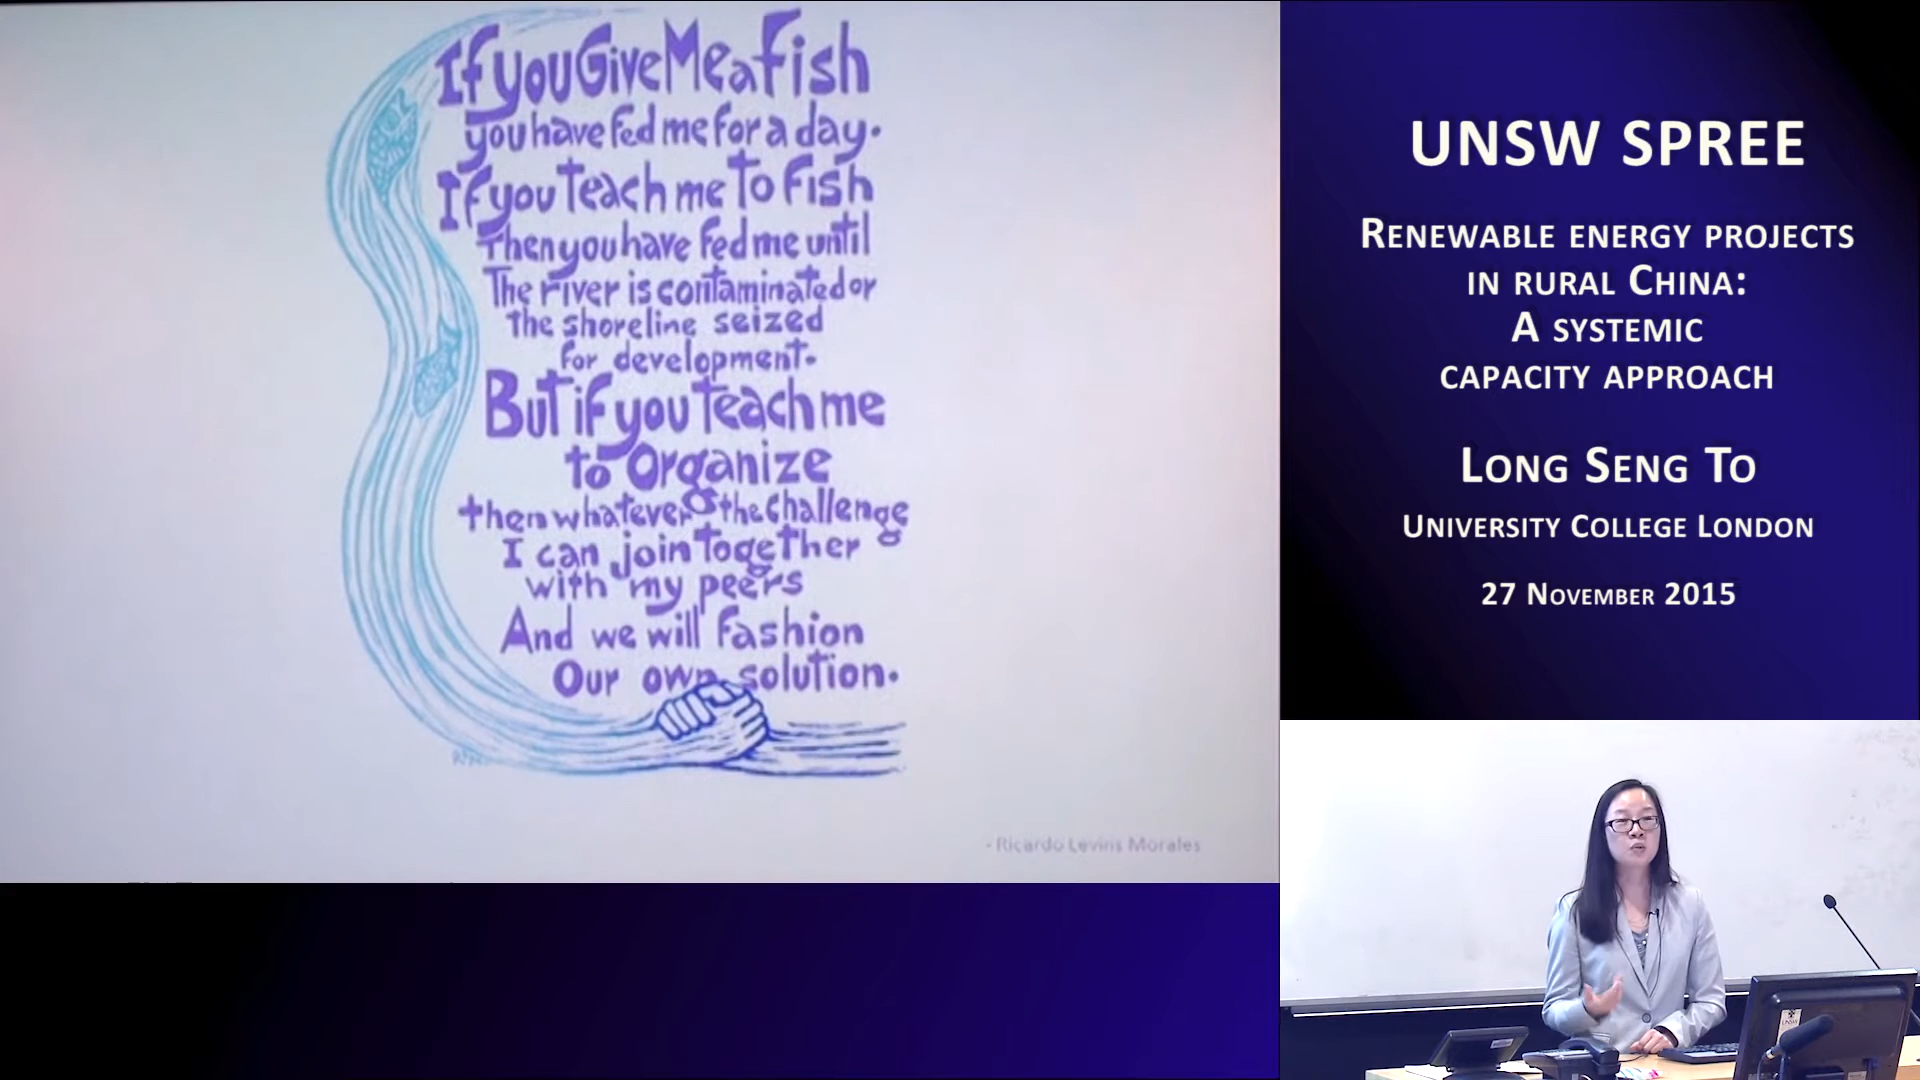 If you Give Me a Fish
you have fed me for a day.
If you Teach me To Fish
Then you have fed me until
The river is contaminated or
the shoreline seized
for development.
But if you Teach me
to Organize
then whatever the challenge
I can join Together
with my peers
And we will fashion
Our own solution.
- Ricardo Levins Morales
UNSW SPREE
RENEWABLE ENERGY PROJECTS
IN RURAL CHINA:
A SYSTEMIC
CAPACITY APPROACH
LONG SENG TO
UNIVERSITY COLLEGE LONDON
27 NOVEMBER 2015
UNSW